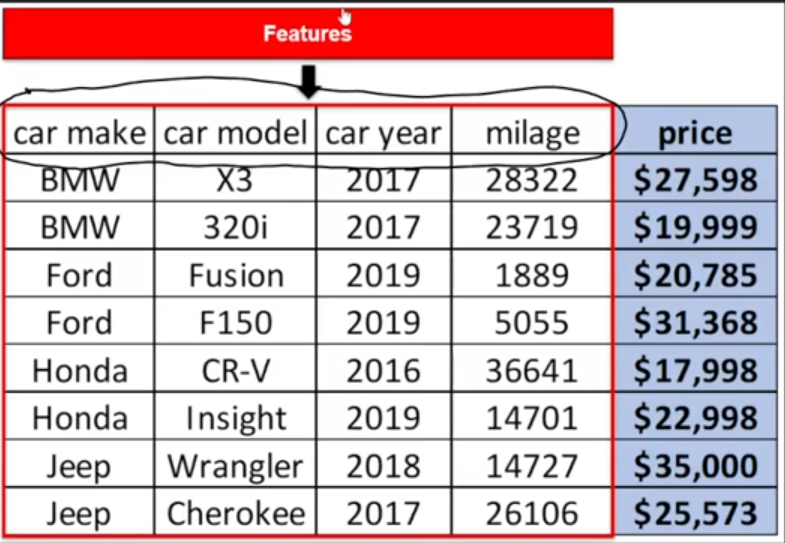 Features
car make car model car year milage price
BMW X3 2017 28322 $27,598
BMW 320i 2017 23719 $19,999
Ford Fusion 2019 1889 $20,785
Ford F150 2019 5055 $31,368
Honda CR-V 2016 36641 $17,998
Honda Insight 2019 14701 $22,998
Jeep Wrangler 2018 14727 $35,000
Jeep Cherokee 2017 26106 $25,573